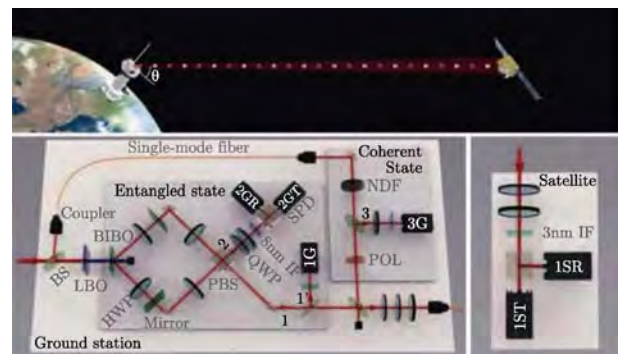 θ
Single-mode fiber
Coherent
State
Entangled state
NDF
Satellite
2GR
2GT
SPD
Coupler
3
3G
3nm IF
BIBO
2
8nm IF
QWP
1G
1SR
BS
LBO
POL
HWP
PBS
1'
1
Mirror
1ST
Ground station